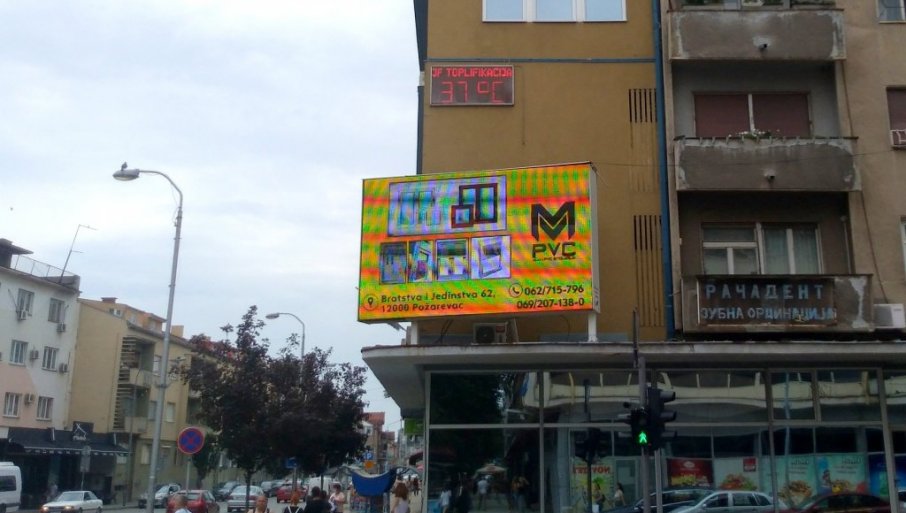 JP TOPLIFIKACIJA
37°C
M
PVC
Bratstva i Jedinstva 62,
12000 Požarevac
062/715-796
069/207-138-0
РАЧАДЕНТ
ЗУБНА ОРДИНАЦИЈА